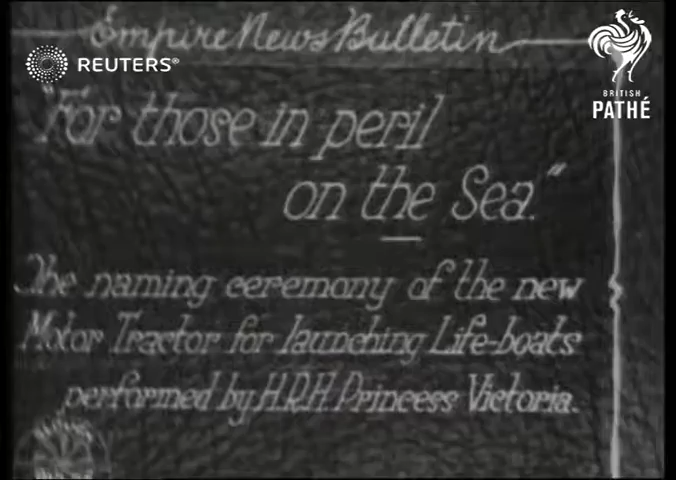 Empire News Bulletin
REUTERS®
BRITISH
PATHÉ
"For those in peril
on the Sea."
The naming ceremony of the new
Motor Tractor for launching Life-boats
performed by H.R.H. Princess Victoria.